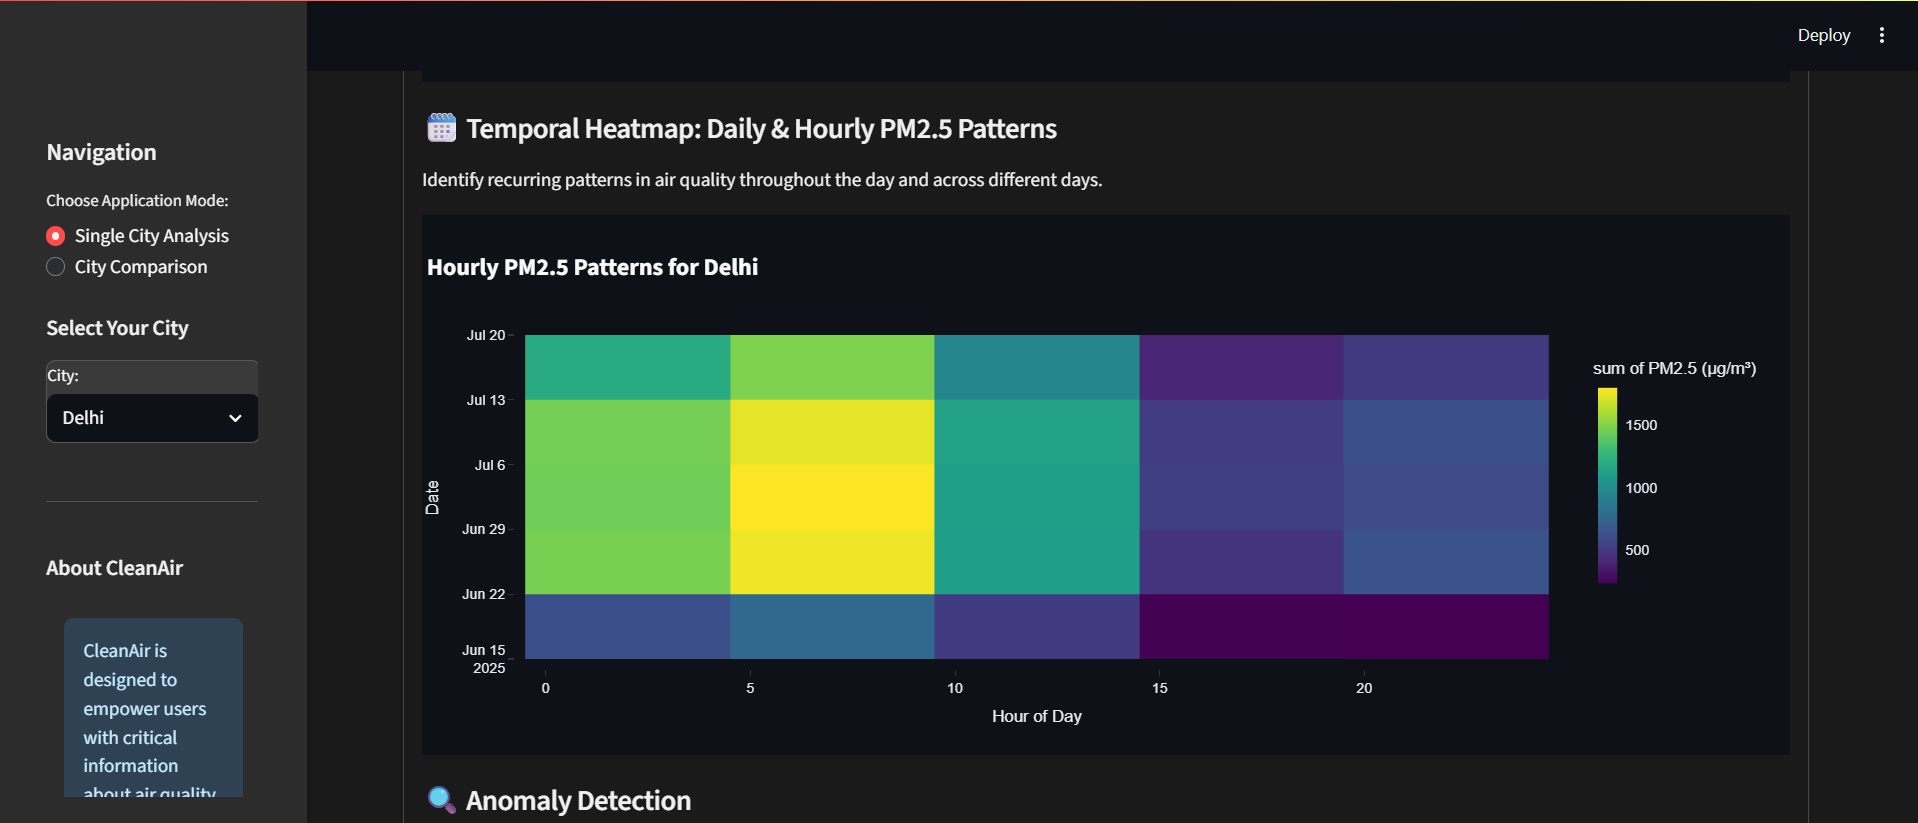 Deploy
Navigation
Choose Application Mode:
Single City Analysis
City Comparison
Select Your City
City:
Delhi
About CleanAir
CleanAir is
designed to
empower users
with critical
information
about air quality
Temporal Heatmap: Daily & Hourly PM2.5 Patterns
Identify recurring patterns in air quality throughout the day and across different days.
Hourly PM2.5 Patterns for Delhi
Date
Jul 20
Jul 13
Jul 6
Jun 29
Jun 22
Jun 15
2025
0 5 10 15 20
Hour of Day
sum of PM2.5 (μg/m³)
1500
1000
500
Anomaly Detection